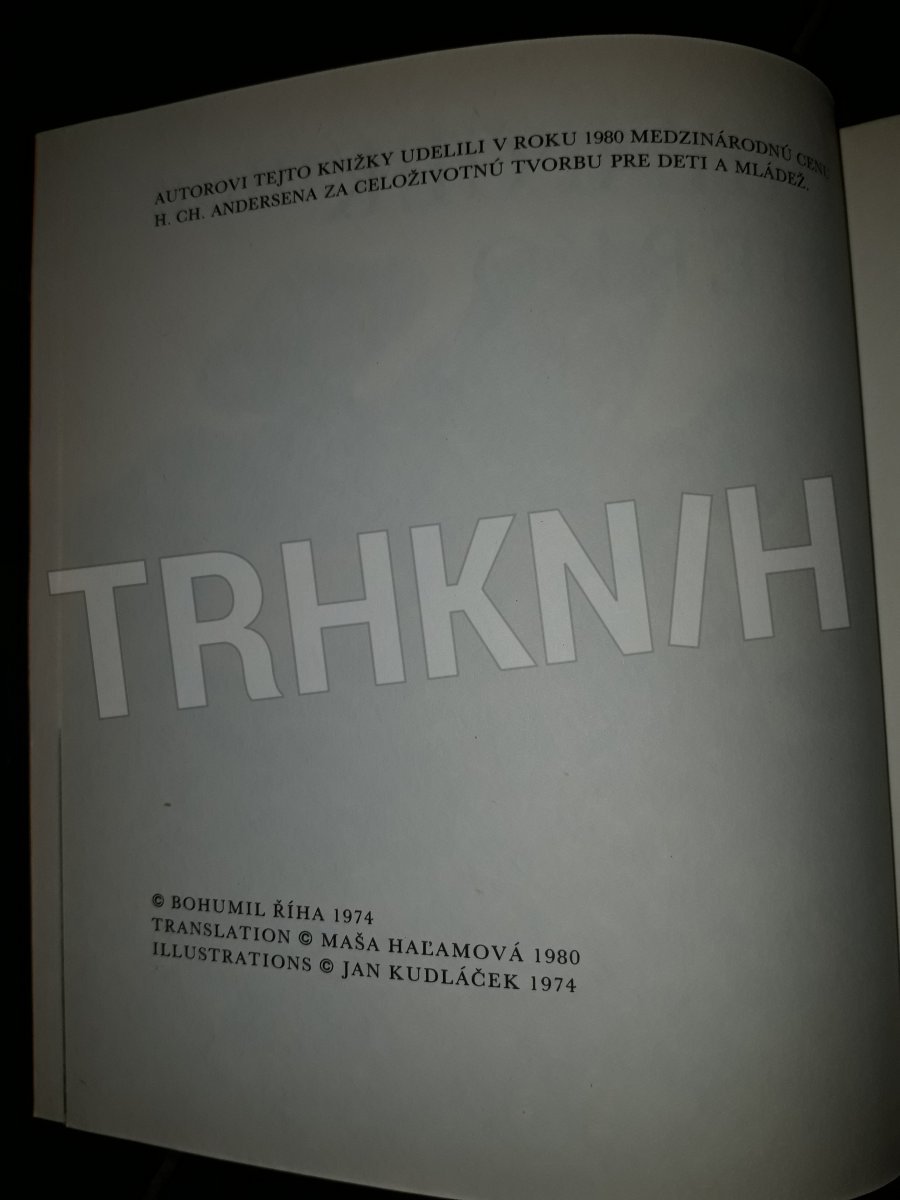 AUTOROVI TEJTO KNIŽKY UDELILI V ROKU 1980 MEDZINÁRODNÚ CENU
H. CH. ANDERSENA ZA CELOŽIVOTNÚ TVORBU PRE DETI A MLÁDEŽ.
TRHKNIH
© BOHUMIL ŘÍHA 1974
TRANSLATION © MAŠA HAĽAMOVÁ 1980
ILLUSTRATIONS © JAN KUDLÁČEK 1974